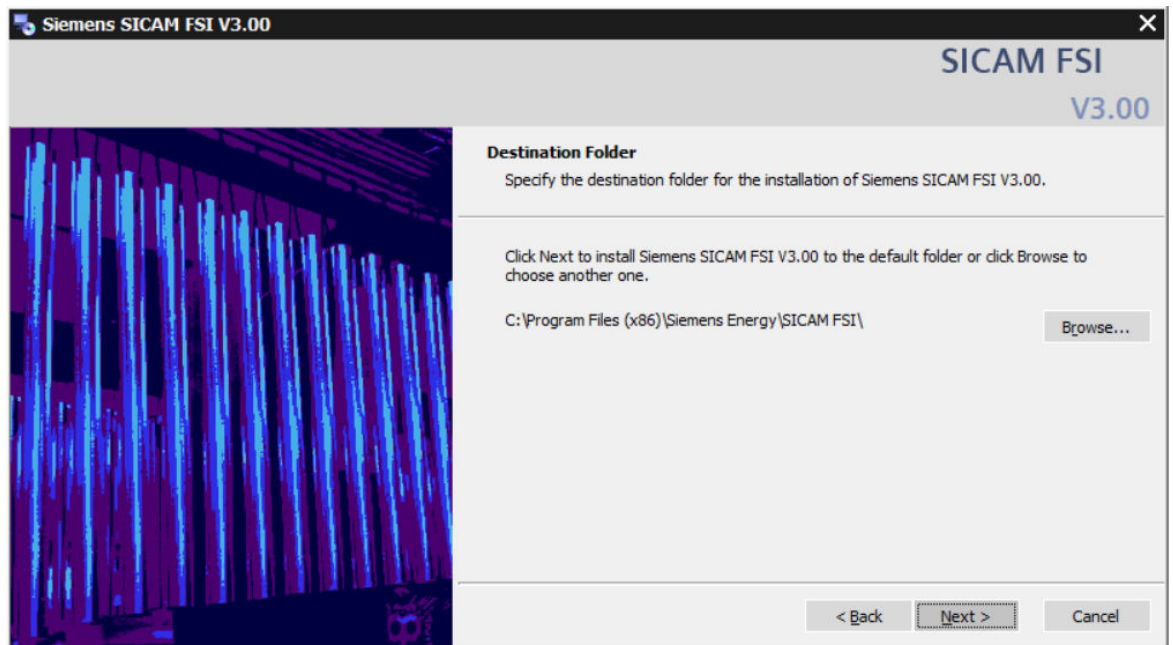 Siemens SICAM FSI V3.00
SICAM FSI
V3.00
Destination Folder
Specify the destination folder for the installation of Siemens SICAM FSI V3.00.
Click Next to install Siemens SICAM FSI V3.00 to the default folder or click Browse to
choose another one.
C:\Program Files (x86)\Siemens Energy\SICAM FSI\
Browse...
< Back
Next >
Cancel